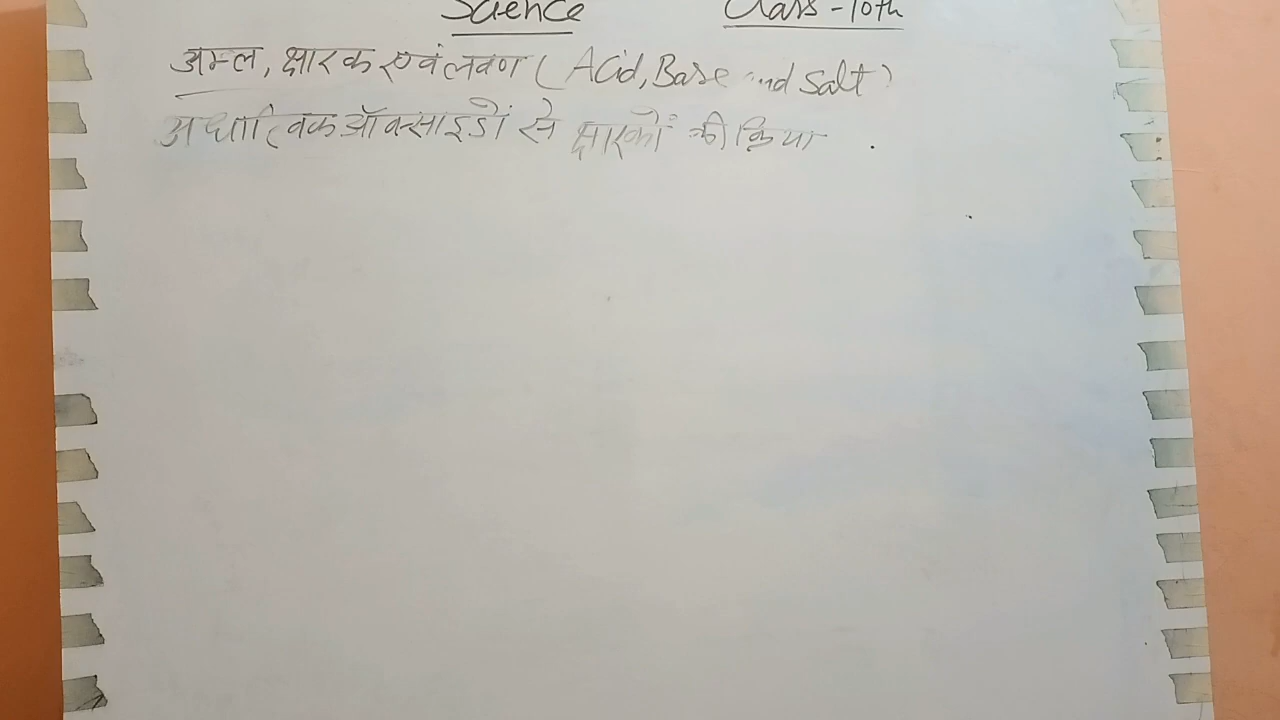 Science Class - 10th
अम्ल, क्षारक एवं लवण ( Acid, Base and Salt )
अधात्विक ऑक्साइडों से क्षारकों की क्रिया